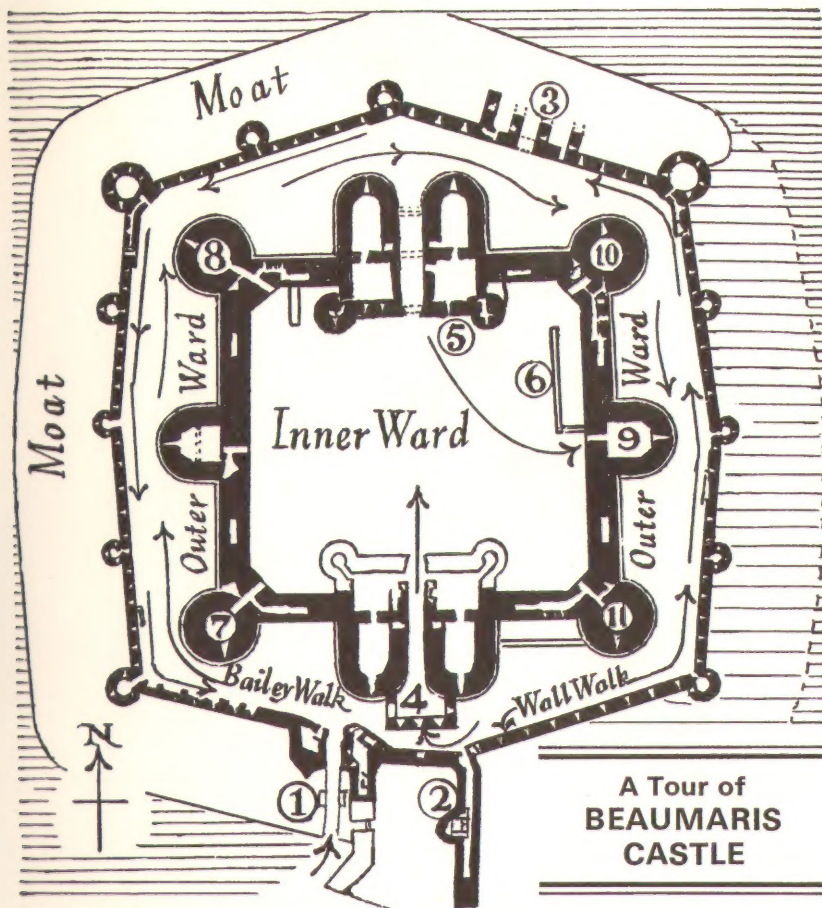 Moat
③
⑧
⑩
Ward
⑤
Ward
⑥
Moat
Inner Ward
9
Outer
Outer
⑦
⑪
Bailey Walk
4
Wall Walk
N
①
②
A Tour of
BEAUMARIS
CASTLE